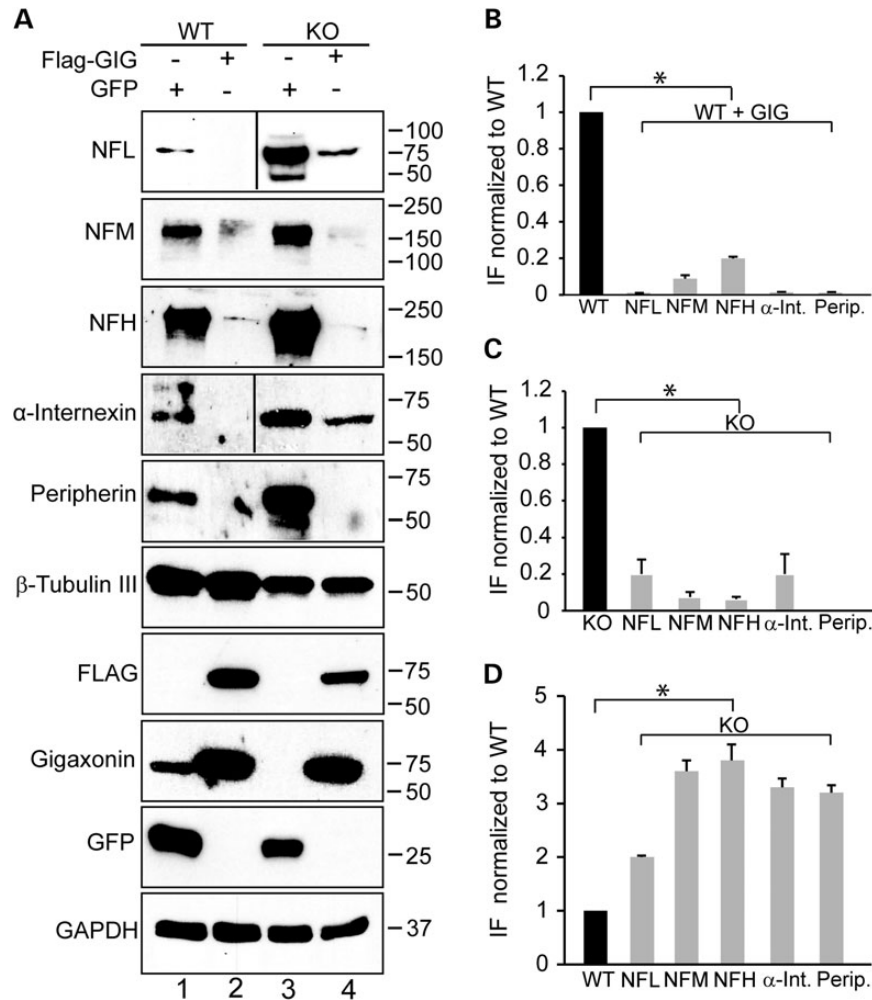 A
WT KO
Flag-GIG - + - +
GFP + - + -
NFL
-100
-75
-50
NFM
-250
-150
-100
NFH
-250
-150
α-Internexin
-75
-50
Peripherin
-75
-50
β-Tubulin III
-50
FLAG
-75
-50
Gigaxonin
-75
-50
GFP
-25
GAPDH
-37
1 2 3 4
B
IF normalized to WT
1.2
1
0.8
0.6
0.4
0.2
0
*
WT + GIG
WT NFL NFM NFH α-Int. Perip.
C
IF normalized to WT
1.2
1
0.8
0.6
0.4
0.2
0
*
KO
KO NFL NFM NFH α-Int. Perip.
D
IF normalized to WT
5
4
3
2
1
0
*
KO
WT NFL NFM NFH α-Int. Perip.